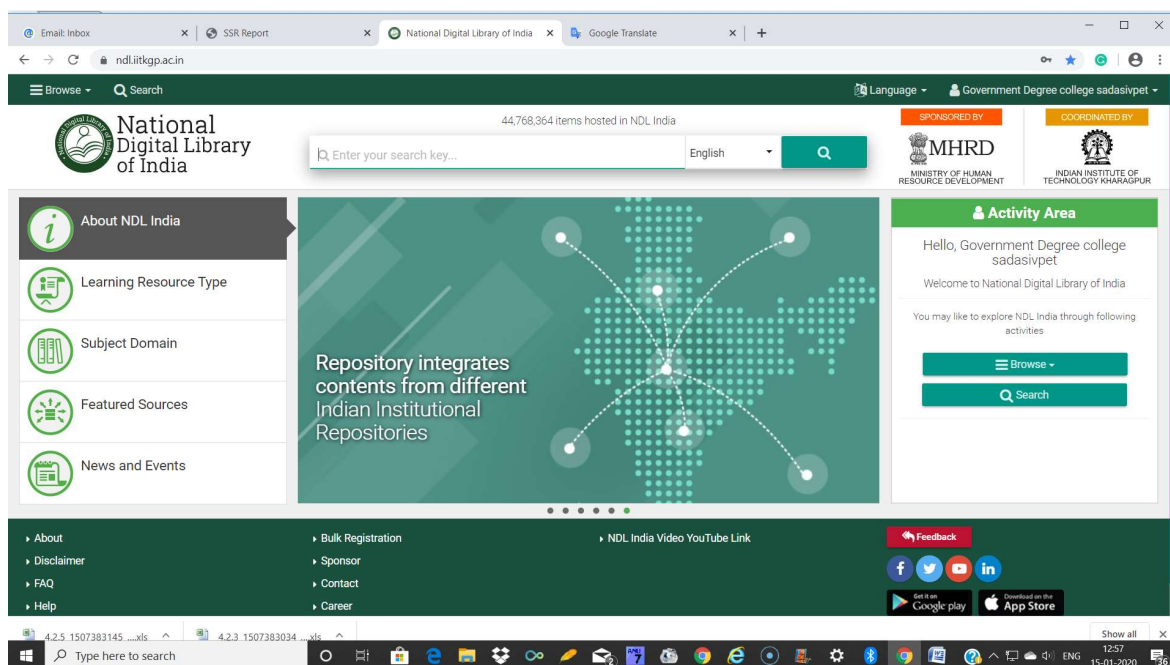 Email: Inbox
SSR Report
National Digital Library of India
Google Translate
ndl.iitkgp.ac.in
Browse
Search
Language
Government Degree college sadasivpet
National
Digital Library
of India
44,768,364 items hosted in NDL India
Enter your search key...
English
SPONSORED BY
MHRD
MINISTRY OF HUMAN
RESOURCE DEVELOPMENT
COORDINATED BY
INDIAN INSTITUTE OF
TECHNOLOGY KHARAGPUR
About NDL India
Learning Resource Type
Subject Domain
Featured Sources
News and Events
Repository integrates
contents from different
Indian Institutional
Repositories
Activity Area
Hello, Government Degree college
sadasivpet
Welcome to National Digital Library of India
You may like to explore NDL India through following
activities
Browse
Search
About
Disclaimer
FAQ
Help
Bulk Registration
Sponsor
Contact
Career
NDL India Video YouTube Link
Feedback
Get it on
Google play
Download on the
App Store
4.2.5 1507383145 ....xls
4.2.3 1507383034 ....xls
Show all
Type here to search
ENG
12:57
15-01-2020